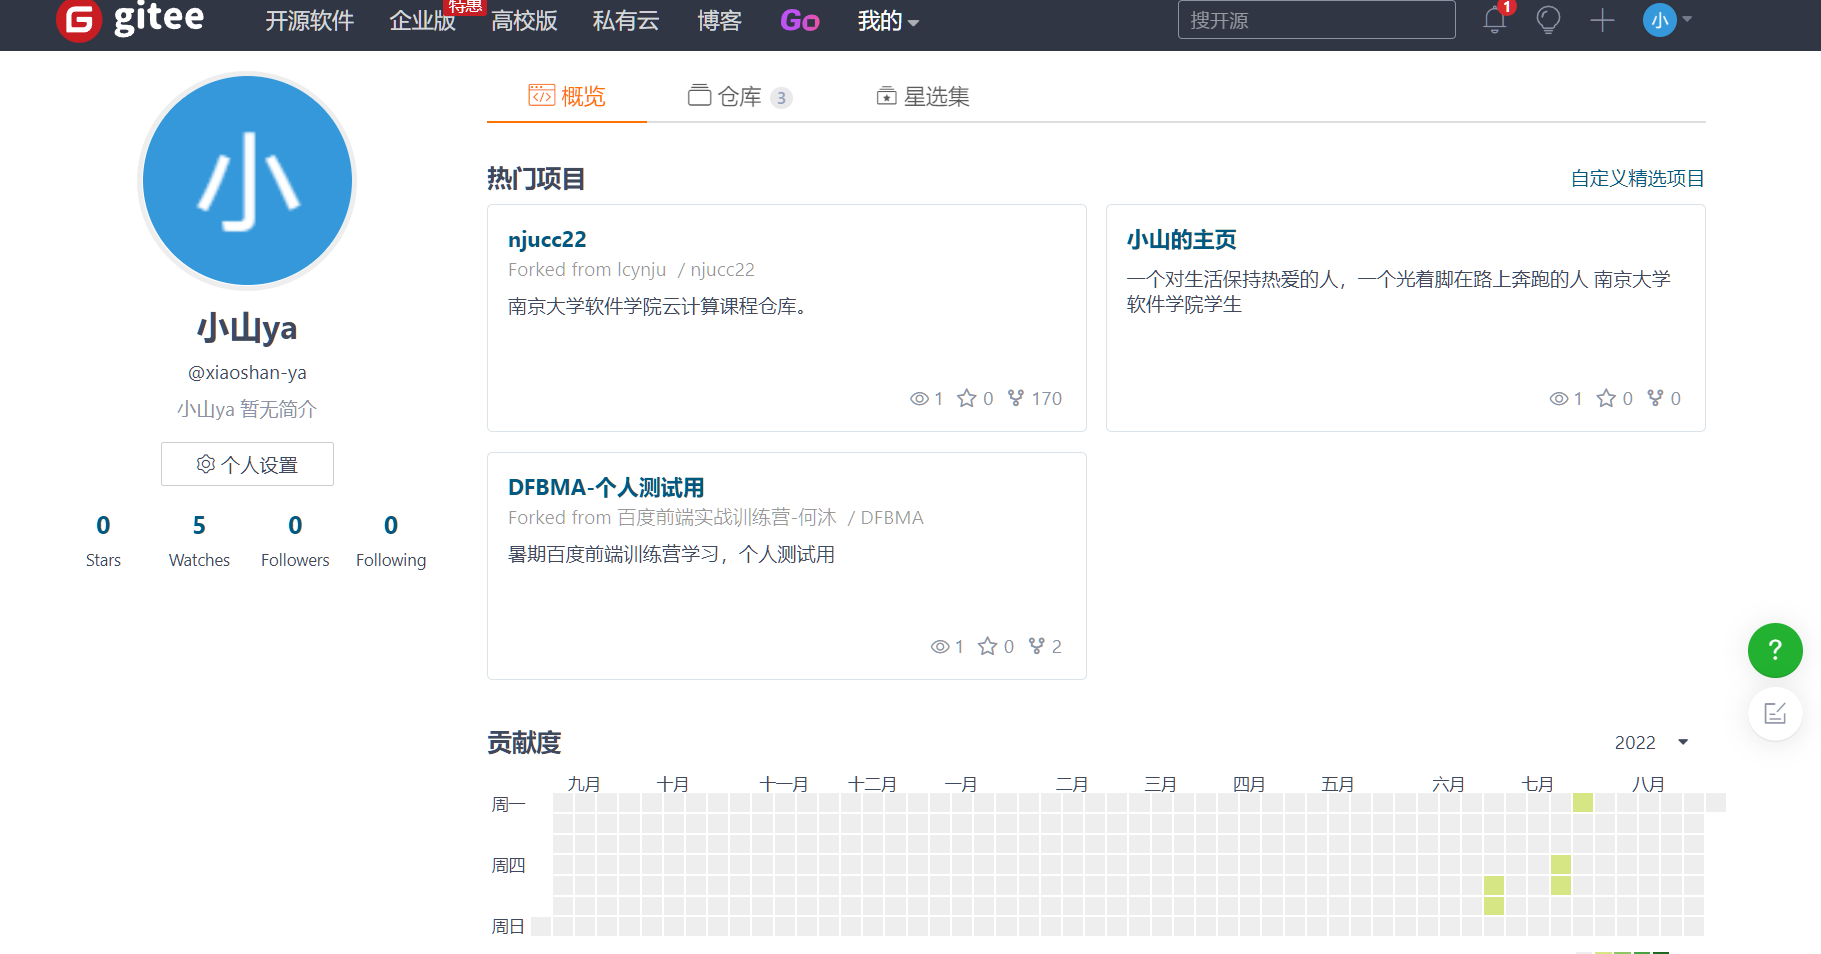 gitee 开源软件 企业版 特惠 高校版 私有云 博客 Go 我的 搜开源 1 小
小
小山ya
@xiaoshan-ya
小山ya 暂无简介
个人设置
0 5 0 0
Stars Watches Followers Following
概览 仓库 3 星选集
热门项目 自定义精选项目
njucc22
Forked from lcynju / njucc22
南京大学软件学院云计算课程仓库。
1 0 170
小山的主页
一个对生活保持热爱的人，一个光着脚在路上奔跑的人 南京大学
软件学院学生
1 0 0
DFBMA-个人测试用
Forked from 百度前端实战训练营-何沐 / DFBMA
暑期百度前端训练营学习，个人测试用
1 0 2
?
贡献度 2022
九月 十月 十一月 十二月 一月 二月 三月 四月 五月 六月 七月 八月
周一
周四
周日